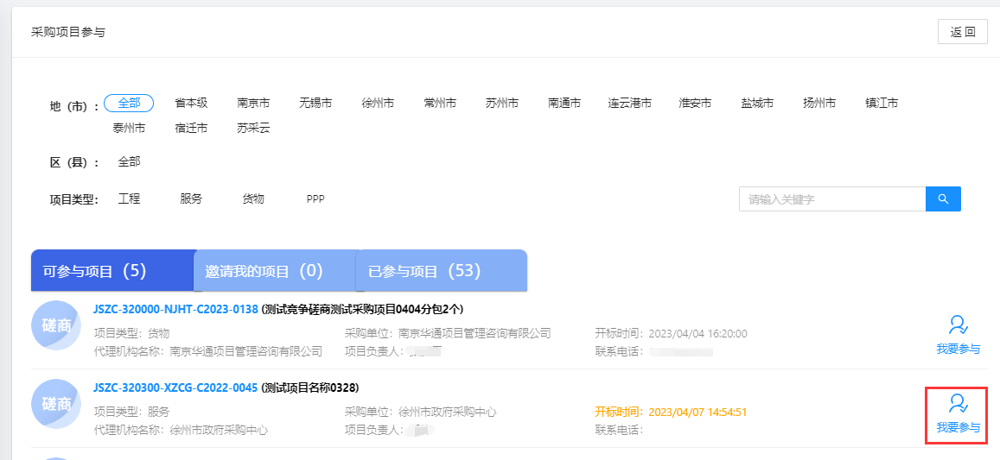 采购项目参与 返 回
地（市）： 全部 省本级 南京市 无锡市 徐州市 常州市 苏州市 南通市 连云港市 淮安市 盐城市 扬州市 镇江市
泰州市 宿迁市 苏采云
区（县）： 全部
项目类型： 工程 服务 货物 PPP 请输入关键字
可参与项目（5） 邀请我的项目（0） 已参与项目（53）
磋商 JSZC-320000-NJHT-C2023-0138 (测试竞争磋商测试采购项目0404分包2个)
项目类型：货物 采购单位：南京华通项目管理咨询有限公司 开标时间：2023/04/04 16:20:00
代理机构名称：南京华通项目管理咨询有限公司 项目负责人： 联系电话： 我要参与
磋商 JSZC-320300-XZCG-C2022-0045 (测试项目名称0328)
项目类型：服务 采购单位：徐州市政府采购中心 开标时间：2023/04/07 14:54:51
代理机构名称：徐州市政府采购中心 项目负责人： 联系电话： 我要参与